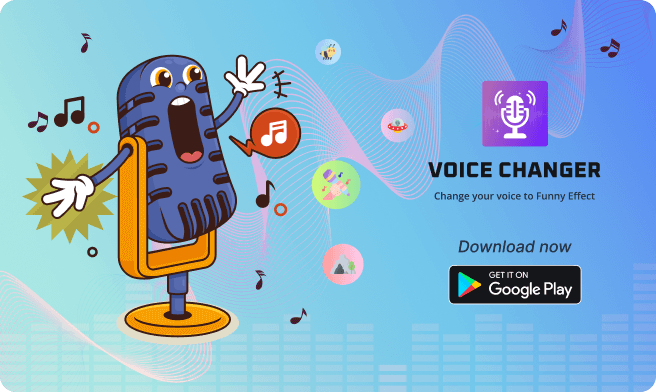 VOICE CHANGER
Change your voice to Funny Effect
Download now
GET IT ON
Google Play